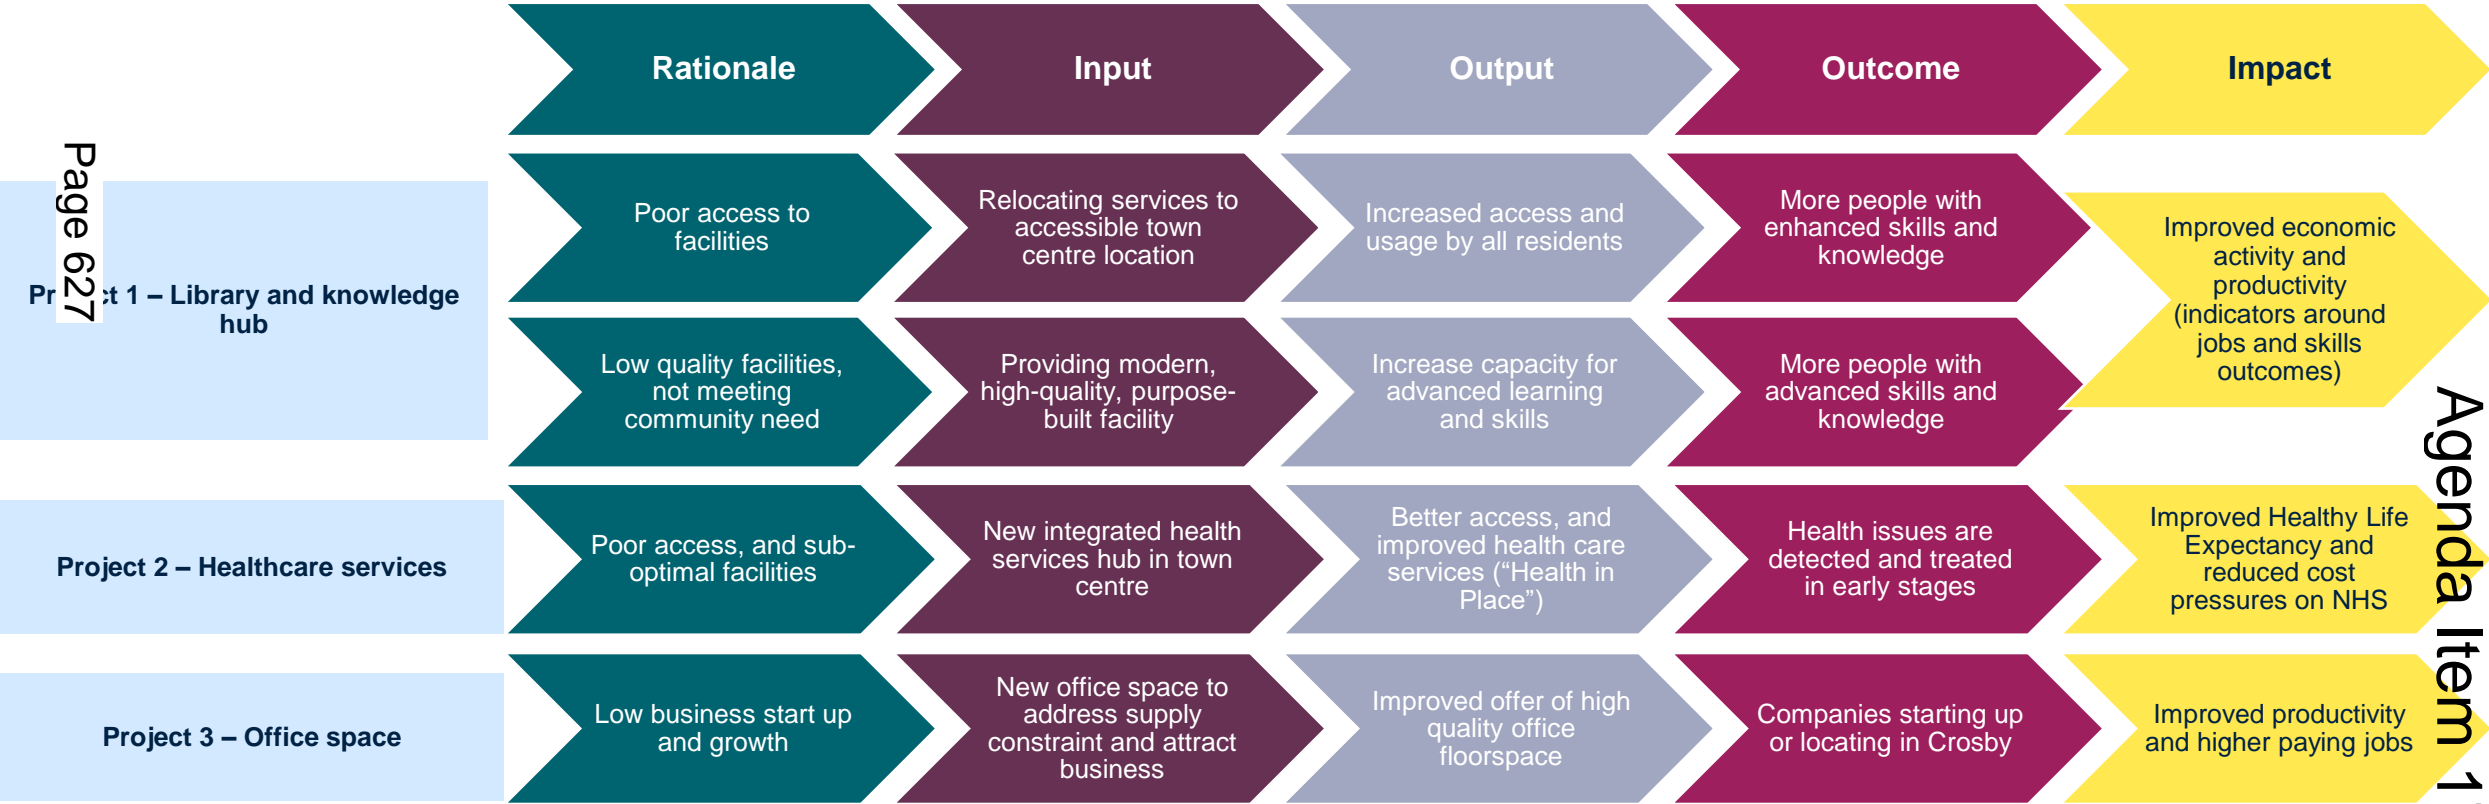 Rationale
Input
Output
Outcome
Impact
Page 627
Pr ct 1 – Library and knowledge
hub
Poor access to
facilities
Relocating services to
accessible town
centre location
Increased access and
usage by all residents
More people with
enhanced skills and
knowledge
Improved economic
activity and
productivity
(indicators around
jobs and skills
outcomes)
Low quality facilities,
not meeting
community need
Providing modern,
high-quality, purpose-
built facility
Increase capacity for
advanced learning
and skills
More people with
advanced skills and
knowledge
Project 2 – Healthcare services
Poor access, and sub-
optimal facilities
New integrated health
services hub in town
centre
Better access, and
improved health care
services (“Health in
Place”)
Health issues are
detected and treated
in early stages
Improved Healthy Life
Expectancy and
reduced cost
pressures on NHS
Project 3 – Office space
Low business start up
and growth
New office space to
address supply
constraint and attract
business
Improved offer of high
quality office
floorspace
Companies starting up
or locating in Crosby
Improved productivity
and higher paying jobs
Agenda Item 1